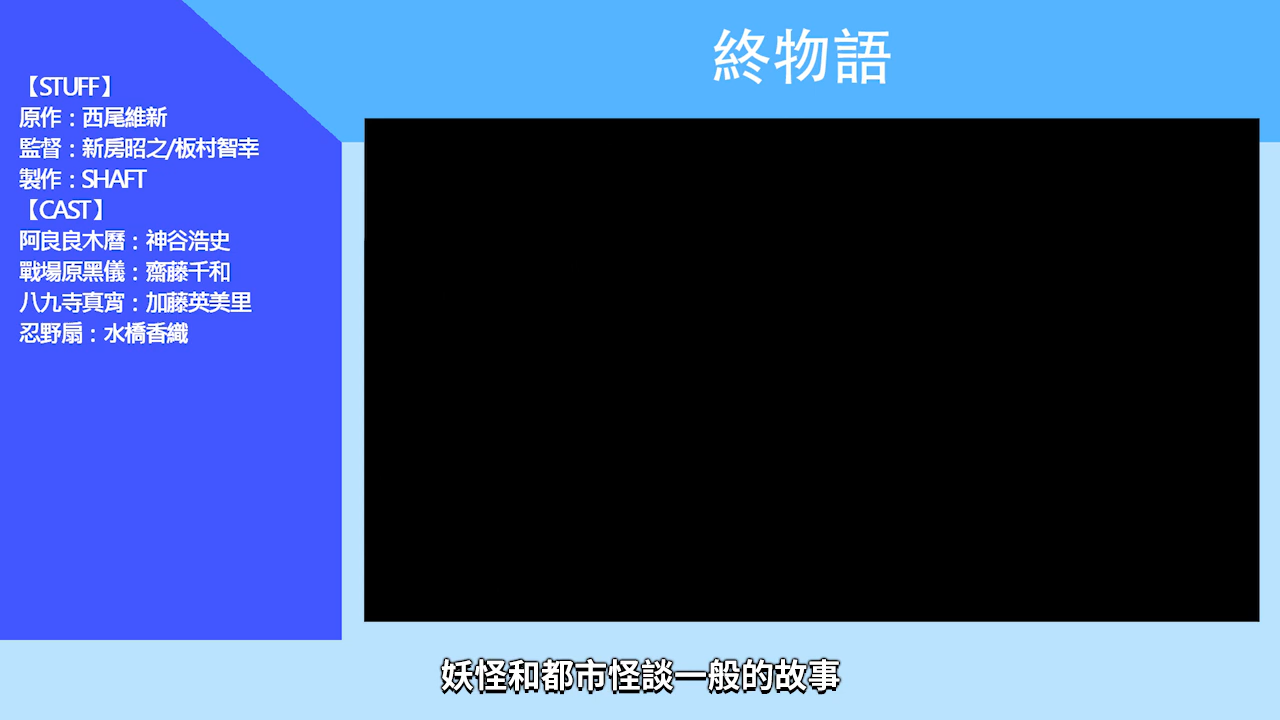 終物語
【STUFF】
原作：西尾維新
監督：新房昭之/板村智幸
製作：SHAFT
【CAST】
阿良良木曆：神谷浩史
戰場原黑儀：齋藤千和
八九寺真宵：加藤英美里
忍野扇：水橋香織
妖怪和都市怪談一般的故事